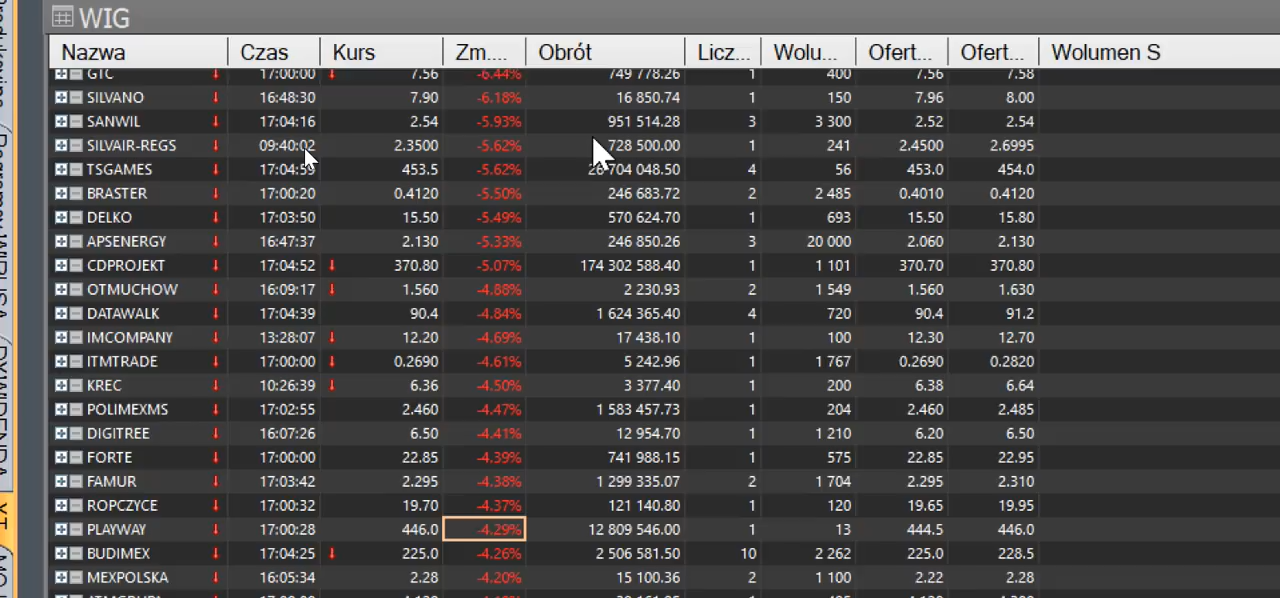 WIG
Nazwa Czas Kurs Zm.... Obrót Licz... Wolu... Ofert... Ofert... Wolumen S
GTC 17:00:00 7.56 -6.44% 749 778.26 1 400 7.56 7.58
SILVANO 16:48:30 7.90 -6.18% 16 850.74 1 150 7.96 8.00
SANWIL 17:04:16 2.54 -5.93% 951 514.28 3 3 300 2.52 2.54
SILVAIR-REGS 09:40:02 2.3500 -5.62% 728 500.00 1 241 2.4500 2.6995
TSGAMES 17:04:59 453.5 -5.62% 26 704 048.50 4 56 453.0 454.0
BRASTER 17:00:20 0.4120 -5.50% 246 683.72 2 2 485 0.4010 0.4120
DELKO 17:03:50 15.50 -5.49% 570 624.70 1 693 15.50 15.80
APSENERGY 16:47:37 2.130 -5.33% 246 850.26 3 20 000 2.060 2.130
CDPROJEKT 17:04:52 370.80 -5.07% 174 302 588.40 1 1 101 370.70 370.80
OTMUCHOW 16:09:17 1.560 -4.88% 2 230.93 2 1 549 1.560 1.630
DATAWALK 17:04:39 90.4 -4.84% 1 624 365.40 4 720 90.4 91.2
IMCOMPANY 13:28:07 12.20 -4.69% 17 438.10 1 100 12.30 12.70
ITMTRADE 17:00:00 0.2690 -4.61% 5 242.96 1 1 767 0.2690 0.2820
KREC 10:26:39 6.36 -4.50% 3 377.40 1 200 6.38 6.64
POLIMEXMS 17:02:55 2.460 -4.47% 1 583 457.73 1 204 2.460 2.485
DIGITREE 16:07:26 6.50 -4.41% 12 954.70 1 1 210 6.20 6.50
FORTE 17:00:00 22.85 -4.39% 741 988.15 1 575 22.85 22.95
FAMUR 17:03:42 2.295 -4.38% 1 299 335.07 2 1 704 2.295 2.310
ROPCZYCE 17:00:32 19.70 -4.37% 121 140.80 1 120 19.65 19.95
PLAYWAY 17:00:28 446.0 -4.29% 12 809 546.00 1 13 444.5 446.0
BUDIMEX 17:04:25 225.0 -4.26% 2 506 581.50 10 2 262 225.0 228.5
MEXPOLSKA 16:05:34 2.28 -4.20% 15 100.36 2 1 100 2.22 2.28